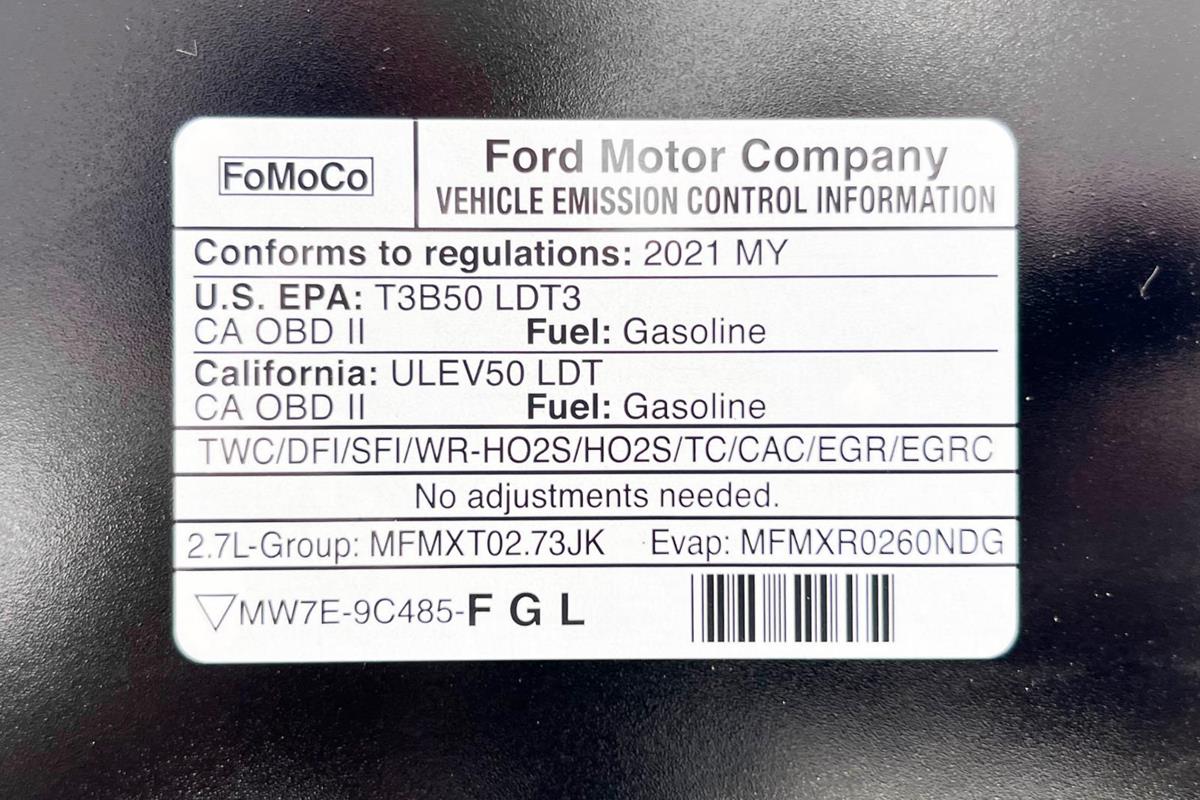 FoMoCo
Ford Motor Company
VEHICLE EMISSION CONTROL INFORMATION
Conforms to regulations: 2021 MY
U.S. EPA: T3B50 LDT3
CA OBD II Fuel: Gasoline
California: ULEV50 LDT
CA OBD II Fuel: Gasoline
TWC/DFI/SFI/WR-HO2S/HO2S/TC/CAC/EGR/EGRC
No adjustments needed.
2.7L-Group: MFMXT02.73JK Evap: MFMXR0260NDG
MW7E-9C485-F G L